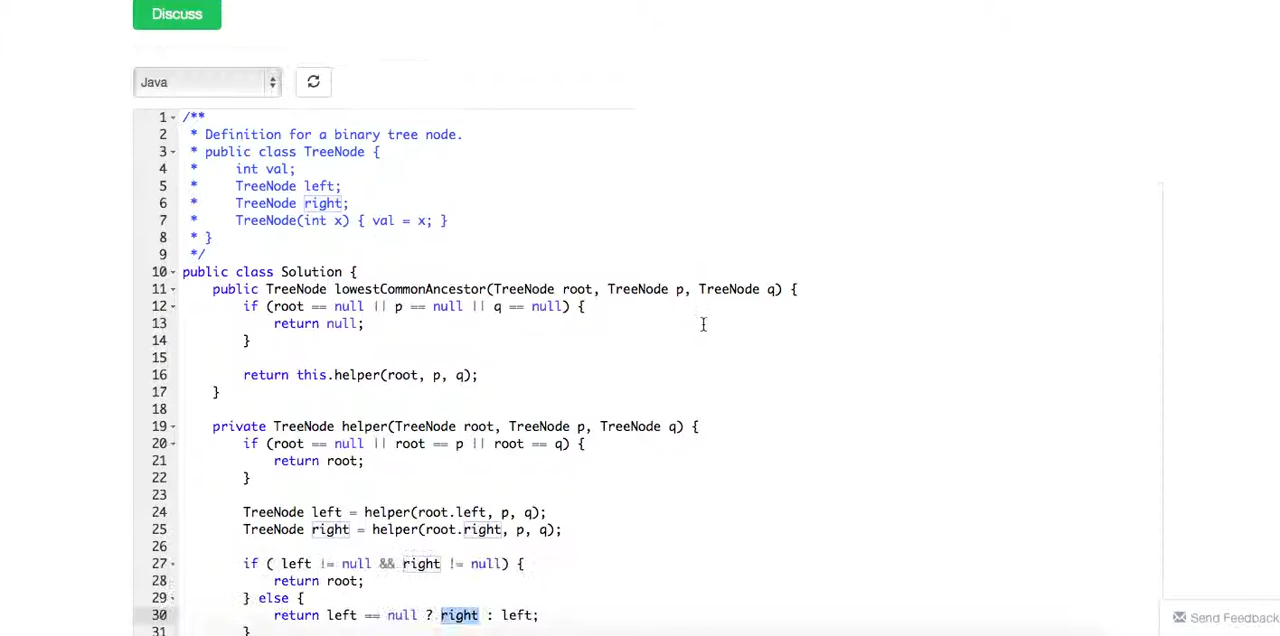 Discuss
Java
1 /**
2  * Definition for a binary tree node.
3  * public class TreeNode {
4  *     int val;
5  *     TreeNode left;
6  *     TreeNode right;
7  *     TreeNode(int x) { val = x; }
8  * }
9  */
10 public class Solution {
11     public TreeNode lowestCommonAncestor(TreeNode root, TreeNode p, TreeNode q) {
12         if (root == null || p == null || q == null) {
13             return null;
14         }
15
16         return this.helper(root, p, q);
17     }
18
19     private TreeNode helper(TreeNode root, TreeNode p, TreeNode q) {
20         if (root == null || root == p || root == q) {
21             return root;
22         }
23
24         TreeNode left = helper(root.left, p, q);
25         TreeNode right = helper(root.right, p, q);
26
27         if ( left != null && right != null) {
28             return root;
29         } else {
30             return left == null ? right : left;
31         }
Send Feedback